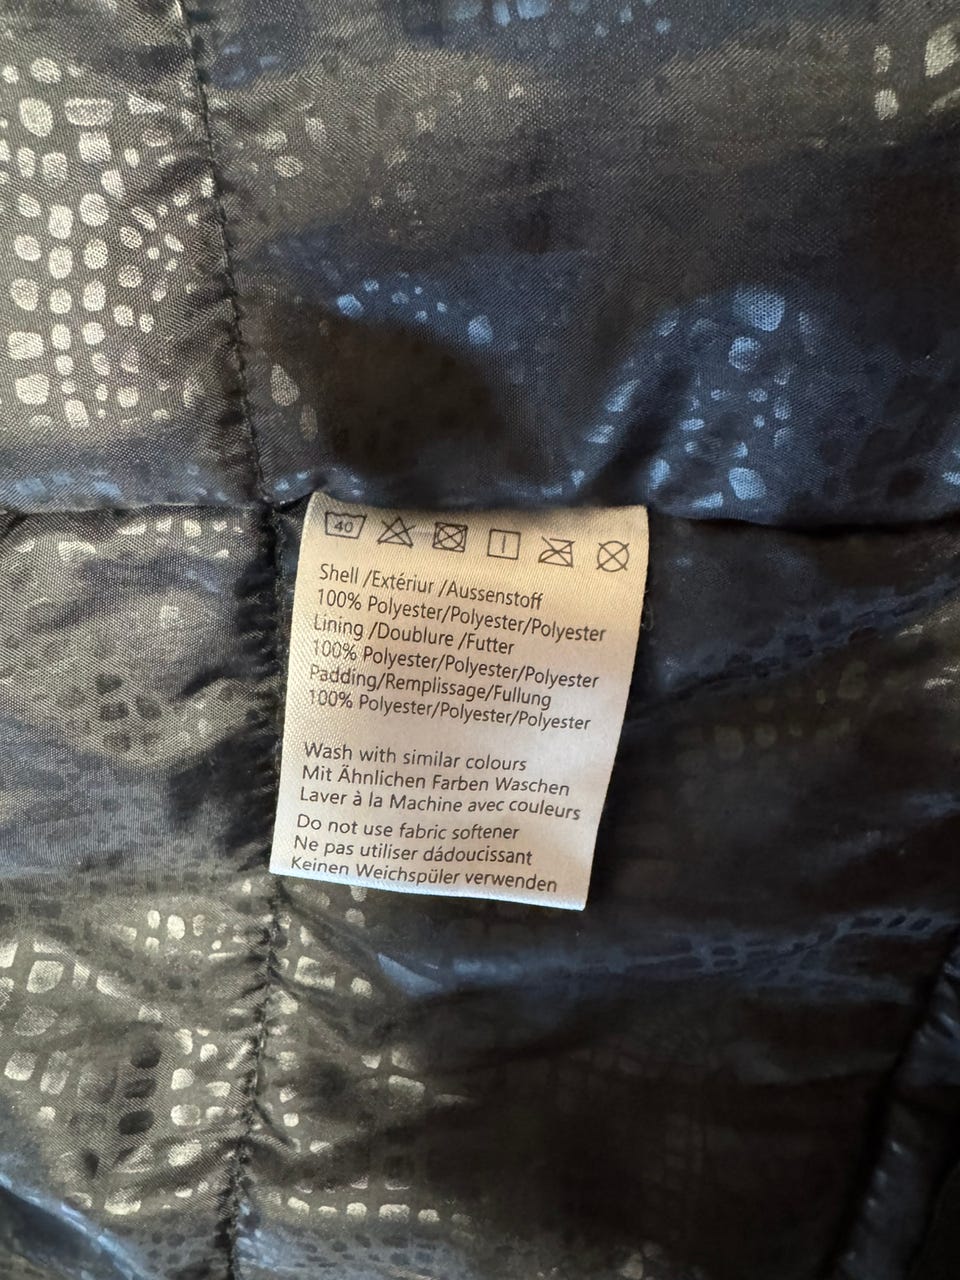 40
Shell /Extériur /Aussenstoff
100% Polyester/Polyester/Polyester
Lining /Doublure /Futter
100% Polyester/Polyester/Polyester
Padding/Remplissage/Fullung
100% Polyester/Polyester/Polyester
Wash with similar colours
Mit Ähnlichen Farben Waschen
Laver à la Machine avec couleurs
Do not use fabric softener
Ne pas utiliser dádoucissant
Keinen Weichspüler verwenden